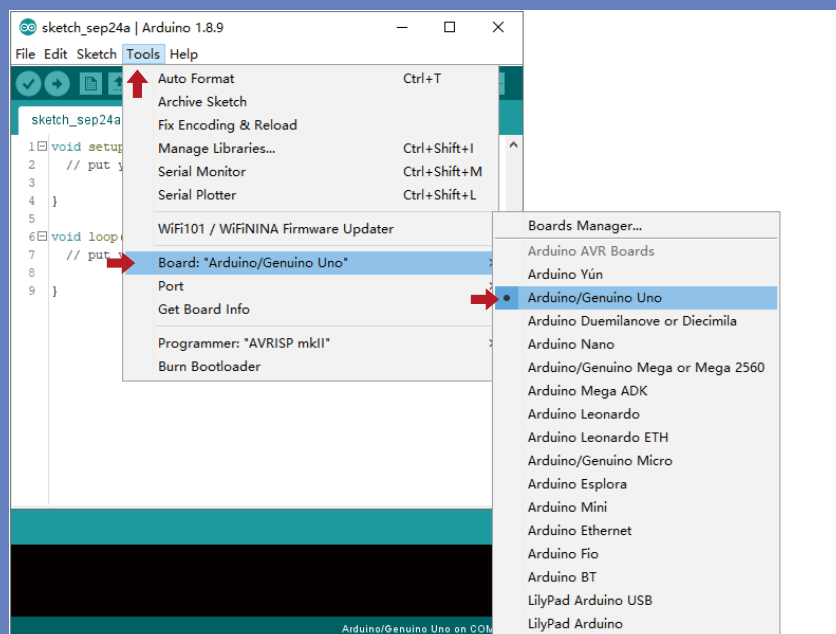 sketch_sep24a | Arduino 1.8.9
File Edit Sketch Tools Help
sketch_sep24a
Auto Format Ctrl+T
Archive Sketch
Fix Encoding & Reload
Manage Libraries... Ctrl+Shift+I
Serial Monitor Ctrl+Shift+M
Serial Plotter Ctrl+Shift+L
WiFi101 / WiFiNINA Firmware Updater
Board: "Arduino/Genuino Uno"
Port
Get Board Info
Programmer: "AVRISP mkII"
Burn Bootloader
1 void setup
2 // put y
3
4 }
5
6 void loop(
7 // put
8
9 }
Boards Manager...
Arduino AVR Boards
Arduino Yún
Arduino/Genuino Uno
Arduino Duemilanove or Diecimila
Arduino Nano
Arduino/Genuino Mega or Mega 2560
Arduino Mega ADK
Arduino Leonardo
Arduino Leonardo ETH
Arduino/Genuino Micro
Arduino Esplora
Arduino Mini
Arduino Ethernet
Arduino Fio
Arduino BT
LilyPad Arduino USB
LilyPad Arduino
Arduino/Genuino Uno on COM